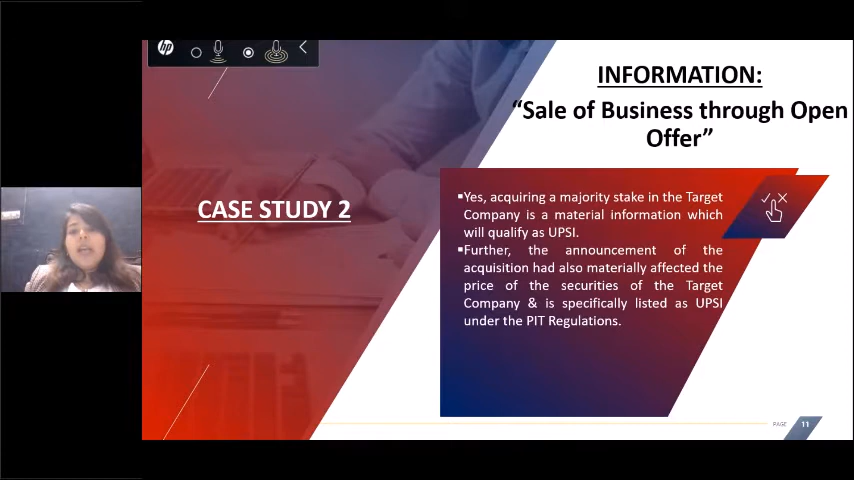 hp
INFORMATION:
“Sale of Business through Open
Offer”
CASE STUDY 2
▪Yes, acquiring a majority stake in the Target
Company is a material information which
will qualify as UPSI.
▪Further, the announcement of the
acquisition had also materially affected the
price of the securities of the Target
Company & is specifically listed as UPSI
under the PIT Regulations.
PAGE 11